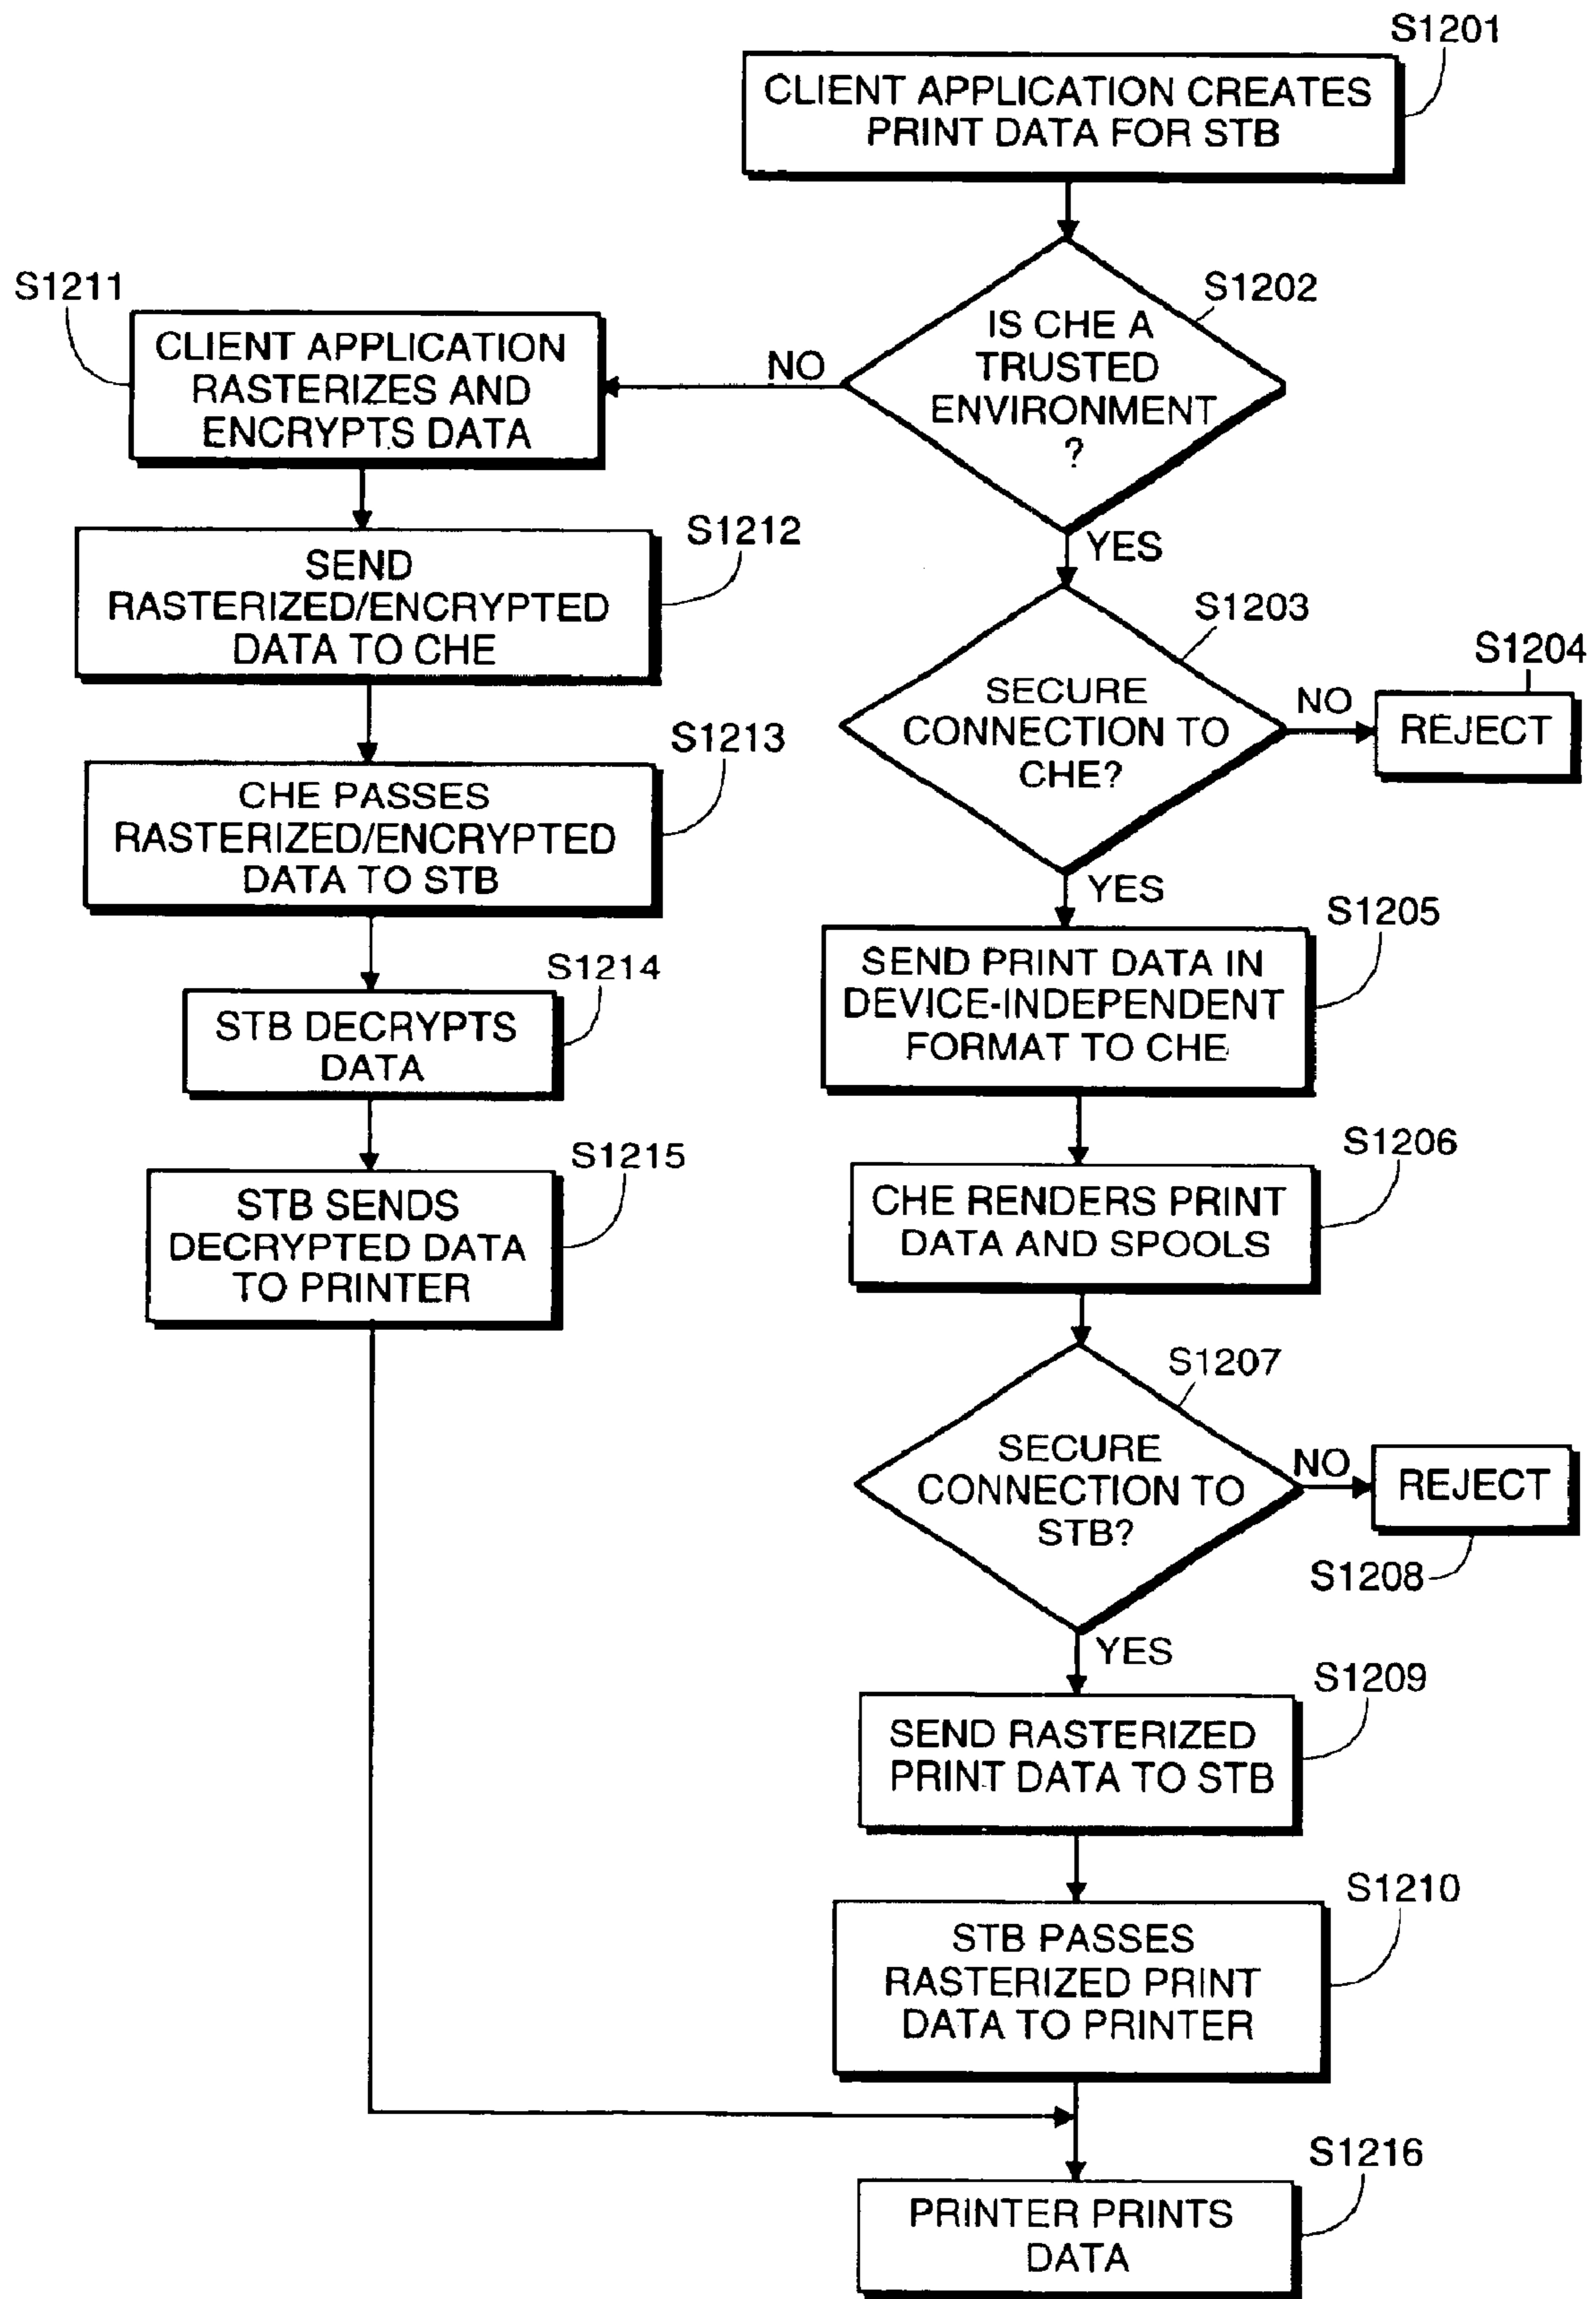 S1201
CLIENT APPLICATION CREATES
PRINT DATA FOR STB
S1202
IS CHE A
TRUSTED
ENVIRONMENT
?
NO
YES
S1211
CLIENT APPLICATION
RASTERIZES AND
ENCRYPTS DATA
S1212
SEND
RASTERIZED/ENCRYPTED
DATA TO CHE
S1213
CHE PASSES
RASTERIZED/ENCRYPTED
DATA TO STB
S1214
STB DECRYPTS
DATA
S1215
STB SENDS
DECRYPTED DATA
TO PRINTER
S1203
SECURE
CONNECTION TO
CHE?
NO
S1204
REJECT
YES
S1205
SEND PRINT DATA IN
DEVICE-INDEPENDENT
FORMAT TO CHE
S1206
CHE RENDERS PRINT
DATA AND SPOOLS
S1207
SECURE
CONNECTION TO
STB?
NO
REJECT
S1208
YES
S1209
SEND RASTERIZED
PRINT DATA TO STB
S1210
STB PASSES
RASTERIZED PRINT
DATA TO PRINTER
S1216
PRINTER PRINTS
DATA